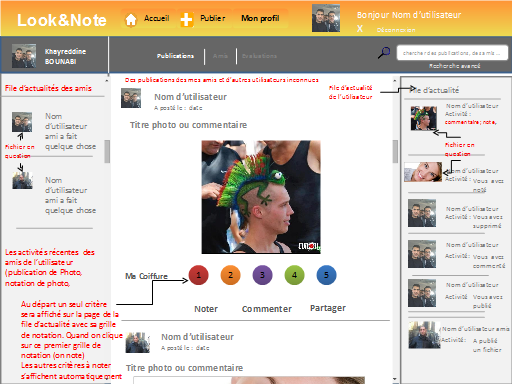 Look&Note
Accueil
Publier
Mon profil
Bonjour Nom d'utilisateur
X Déconnexion
Khayreddine
BOUNABI
Publications
Amis
Evaluations
chercher des publications, des amis ...
Recherche avancé
File d'actualités des amis
Nom
d'utilisateur
ami a fait
quelque chose
Fichier en
question
Nom
d'utilisateur
ami a fait
quelque chose
Les activités récentes des
amis de l'utilisateur
(publication de Photo,
notation de photo,
Au départ un seul critère
sera affiché sur la page de la
file d'actualité avec sa grille
de notation. Quand on clique
sur ce premier grille de
notation (on note)
Les autres critères à noter
s'affichent automatiquement
Des publications des mes amis et d'autres utilisateurs inconnues
Nom d'utilisateur
A posté le : date
Titre photo ou commentaire
Ma Coiffure
1
2
3
4
5
Noter
Commenter
Partager
Nom d'utilisateur
A posté le : date
Titre photo ou commentaire
File d'actualité
de l'utilisateur
File d'actualité
Nom d'utilisateur
Activité :
commentaire; note,
Fichier en
question
Nom d'utilisateur
Activité : Vous avez
noté
Nom d'utilisateur
Activité : Vous avez
supprimé
Nom d'utilisateur
Activité : Vous avez
commenté
Nom d'utilisateur
Activité : Vous avez
publié
Nom d'utilisateur amis
Activité : A publié
un fichier